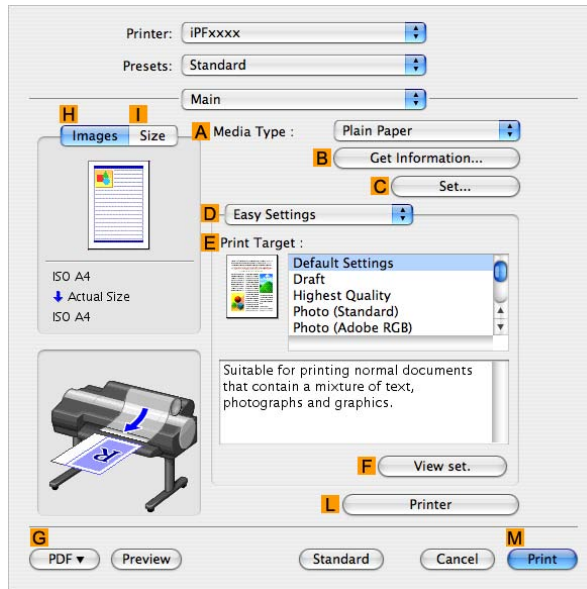 Printer: iPFxxxx
Presets: Standard
Main
H I
Images Size
A Media Type : Plain Paper
B Get Information...
C Set...
D Easy Settings
E Print Target :
Default Settings
Draft
Highest Quality
Photo (Standard)
Photo (Adobe RGB)
ISO A4
Actual Size
ISO A4
Suitable for printing normal documents
that contain a mixture of text,
photographs and graphics.
F View set.
L Printer
G M
PDF Preview Standard Cancel Print